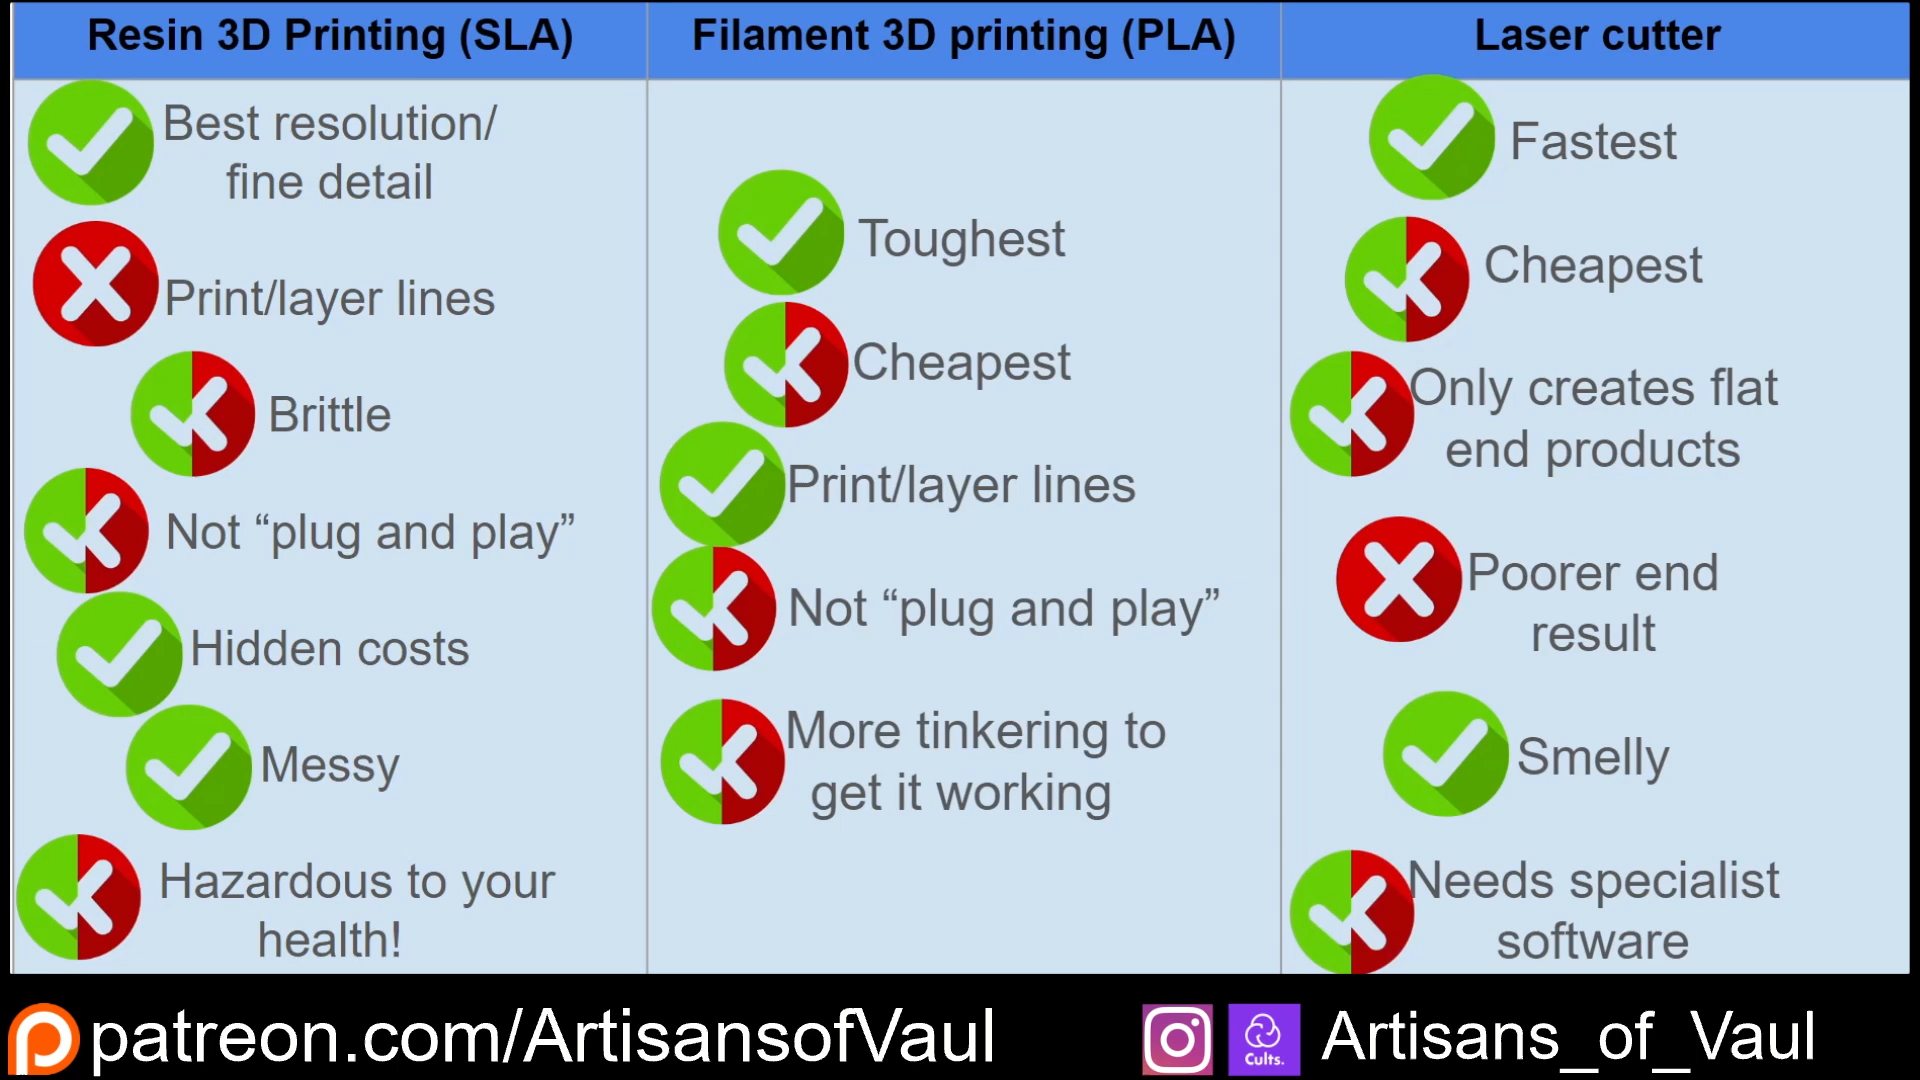 Resin 3D Printing (SLA)
Best resolution/
fine detail
Print/layer lines
Brittle
Not “plug and play”
Hidden costs
Messy
Hazardous to your
health!
Filament 3D printing (PLA)
Toughest
Cheapest
Print/layer lines
Not “plug and play”
More tinkering to
get it working
Laser cutter
Fastest
Cheapest
Only creates flat
end products
Poorer end
result
Smelly
Needs specialist
software
patreon.com/ArtisansofVaul
Cults.
Artisans_of_Vaul